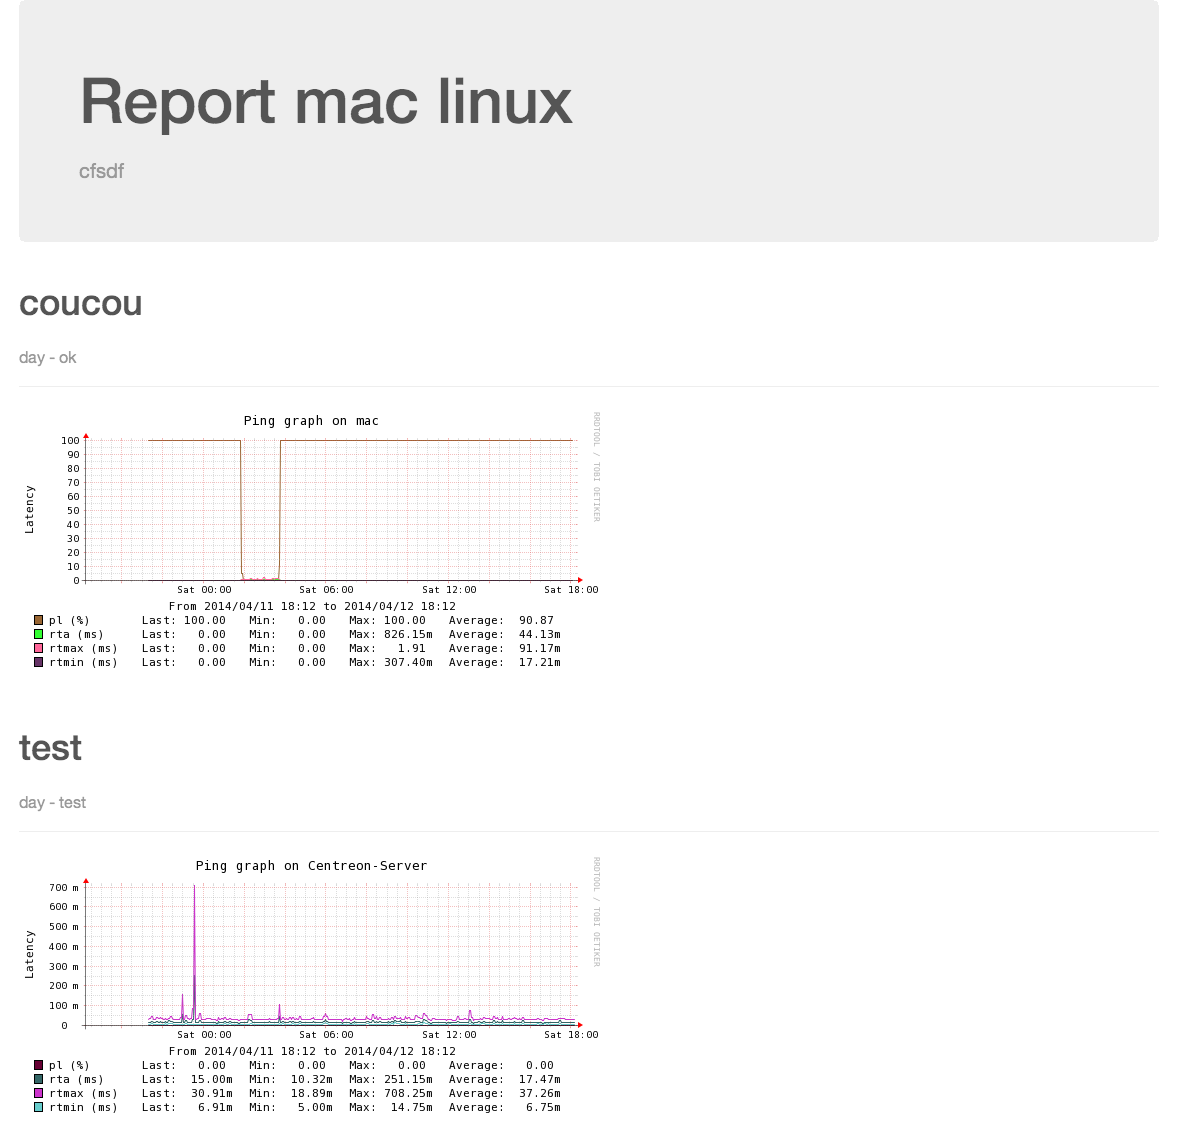 Report mac linux
cfsdf
coucou
day - ok
Ping graph on mac
RRDTOOL / TOBI OETIKER
Latency
100
90
80
70
60
50
40
30
20
10
0
Sat 00:00 Sat 06:00 Sat 12:00 Sat 18:00
From 2014/04/11 18:12 to 2014/04/12 18:12
pl (%) Last: 100.00 Min: 0.00 Max: 100.00 Average: 90.87
rta (ms) Last: 0.00 Min: 0.00 Max: 826.15m Average: 44.13m
rtmax (ms) Last: 0.00 Min: 0.00 Max: 1.91 Average: 91.17m
rtmin (ms) Last: 0.00 Min: 0.00 Max: 307.40m Average: 17.21m
test
day - test
Ping graph on Centreon-Server
RRDTOOL / TOBI OETIKER
Latency
700 m
600 m
500 m
400 m
300 m
200 m
100 m
0
Sat 00:00 Sat 06:00 Sat 12:00 Sat 18:00
From 2014/04/11 18:12 to 2014/04/12 18:12
pl (%) Last: 0.00 Min: 0.00 Max: 0.00 Average: 0.00
rta (ms) Last: 15.00m Min: 10.32m Max: 251.15m Average: 17.47m
rtmax (ms) Last: 30.91m Min: 18.89m Max: 708.25m Average: 37.26m
rtmin (ms) Last: 6.91m Min: 5.00m Max: 14.75m Average: 6.75m